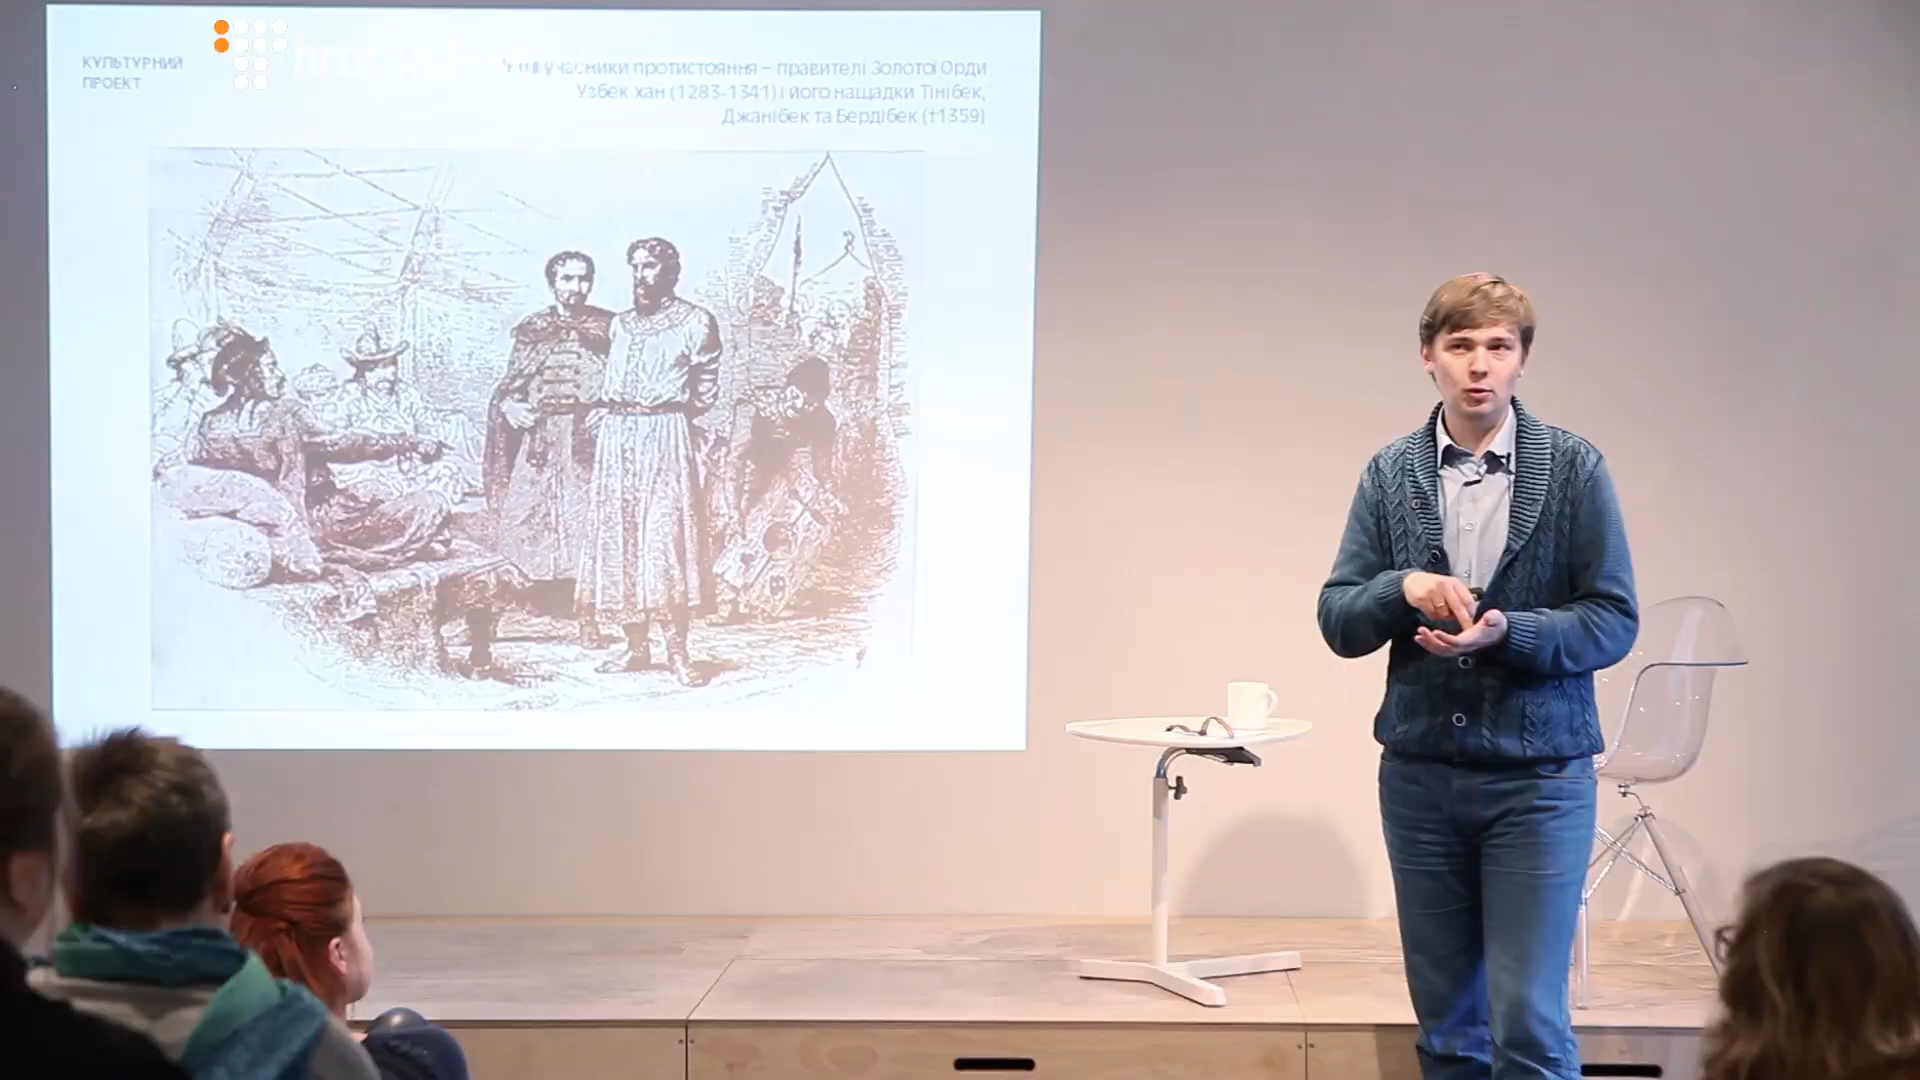 КУЛЬТУРНИЙ
ПРОЕКТ
учасники протистояння – правителі Золотої Орди
Узбек хан (1283-1341) і його нащадки Тінібек,
Джанібек та Бердібек (†1359)